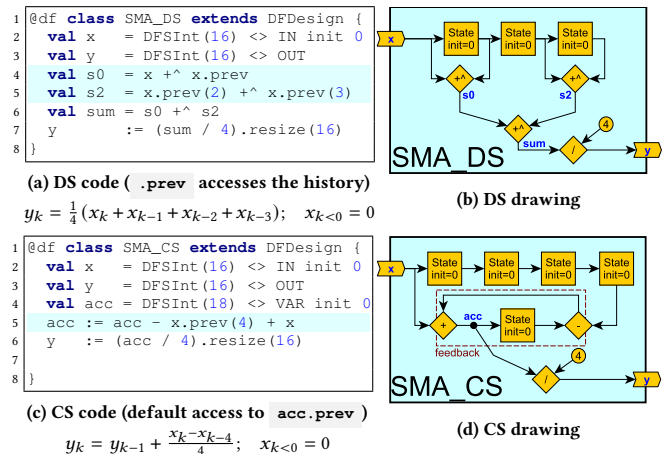 1 @df class SMA_DS extends DFDesign {
2 val x = DFSInt(16) <> IN init 0
3 val y = DFSInt(16) <> OUT
4 val s0 = x +^ x.prev
5 val s2 = x.prev(2) +^ x.prev(3)
6 val sum = s0 +^ s2
7 y := (sum / 4).resize(16)
8 }
(a) DS code ( .prev accesses the history)
y_k = 1/4 (x_k + x_{k−1} + x_{k−2} + x_{k−3}); x_{k<0} = 0
x
State init=0
State init=0
State init=0
+^
+^
s0
s2
+^
sum
4
/
y
SMA_DS
(b) DS drawing
1 @df class SMA_CS extends DFDesign {
2 val x = DFSInt(16) <> IN init 0
3 val y = DFSInt(16) <> OUT
4 val acc = DFSInt(18) <> VAR init 0
5 acc := acc - x.prev(4) + x
6 y := (acc / 4).resize(16)
7
8 }
(c) CS code (default access to acc.prev )
y_k = y_{k−1} + (x_k − x_{k−4})/4; x_{k<0} = 0
x
State init=0
State init=0
State init=0
State init=0
+
acc
State init=0
-
feedback
4
/
y
SMA_CS
(d) CS drawing